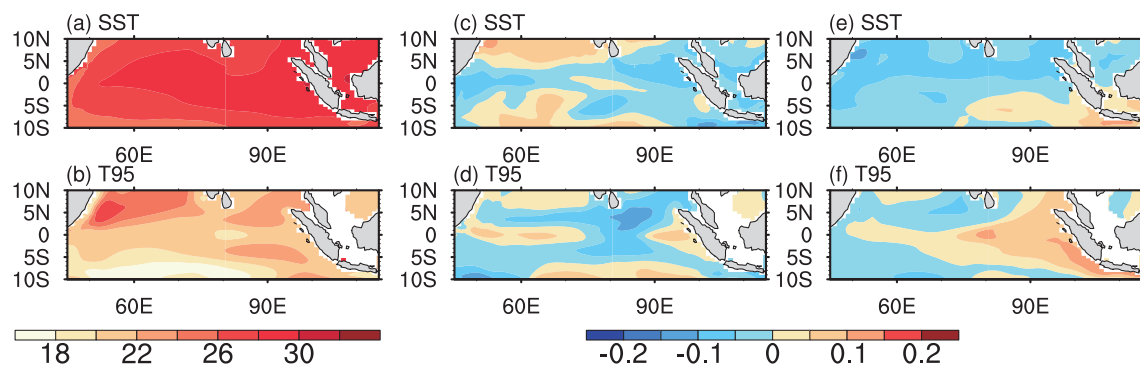 (a) SST (c) SST (e) SST
10N 10N 10N
5N 5N 5N
0 0 0
5S 5S 5S
10S 10S 10S
60E 90E 60E 90E 60E 90E
(b) T95 (d) T95 (f) T95
10N 10N 10N
5N 5N 5N
0 0 0
5S 5S 5S
10S 10S 10S
60E 90E 60E 90E 60E 90E
18 22 26 30 -0.2 -0.1 0 0.1 0.2